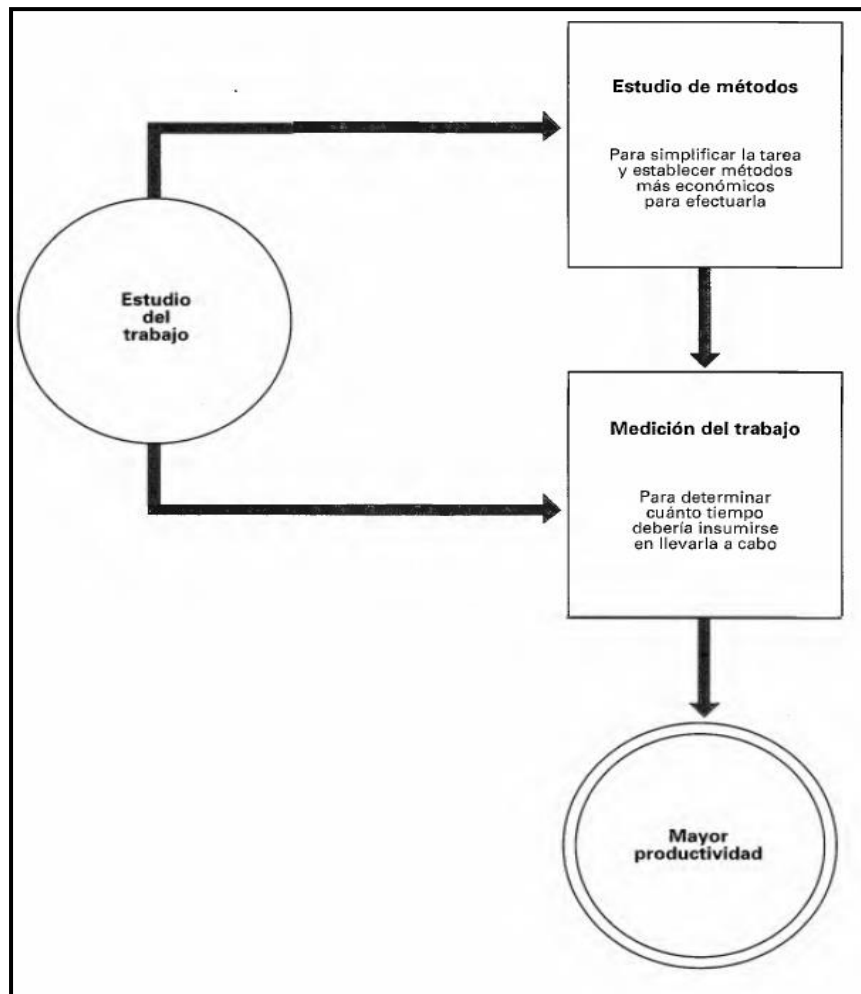 Estudio de métodos
Para simplificar la tarea
y establecer métodos
más económicos
para efectuarla
Estudio
del
trabajo
Medición del trabajo
Para determinar
cuánto tiempo
debería insumirse
en llevarla a cabo
Mayor
productividad